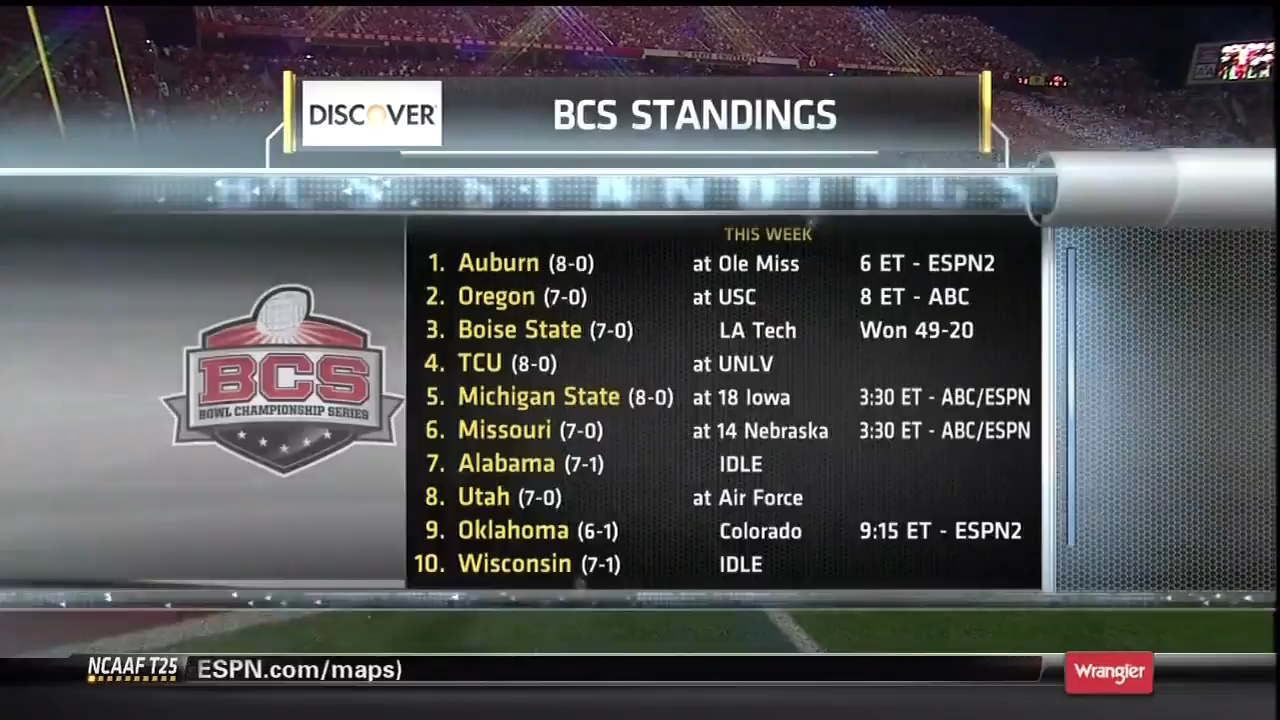 DISCOVER
BCS STANDINGS
THIS WEEK
1. Auburn (8-0) at Ole Miss 6 ET - ESPN2
2. Oregon (7-0) at USC 8 ET - ABC
3. Boise State (7-0) LA Tech Won 49-20
4. TCU (8-0) at UNLV
5. Michigan State (8-0) at 18 Iowa 3:30 ET - ABC/ESPN
6. Missouri (7-0) at 14 Nebraska 3:30 ET - ABC/ESPN
7. Alabama (7-1) IDLE
8. Utah (7-0) at Air Force
9. Oklahoma (6-1) Colorado 9:15 ET - ESPN2
10. Wisconsin (7-1) IDLE
BCS
BOWL CHAMPIONSHIP SERIES
NCAAF T25 ESPN.com/maps)
Wrangler